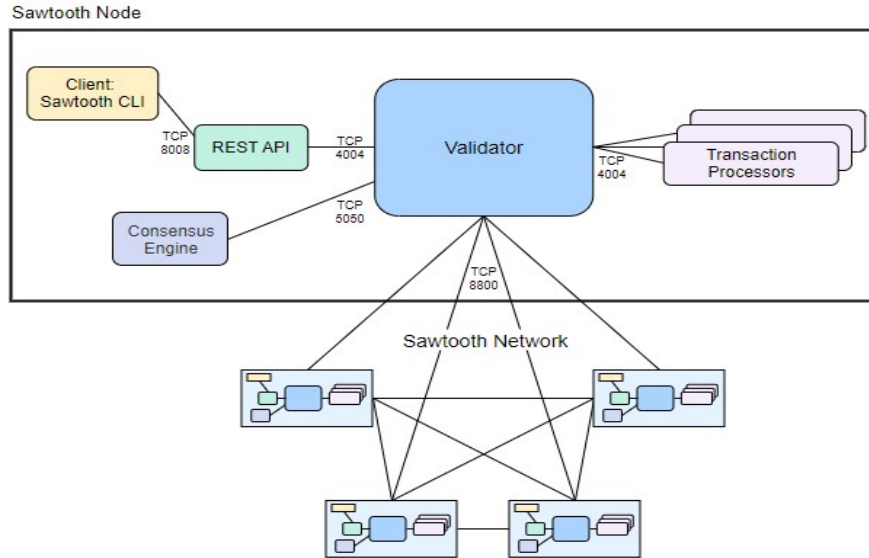 Sawtooth Node
Client:
Sawtooth CLI
TCP
8008
REST API
TCP
4004
Validator
TCP
4004
Transaction
Processors
TCP
5050
Consensus
Engine
TCP
8800
Sawtooth Network